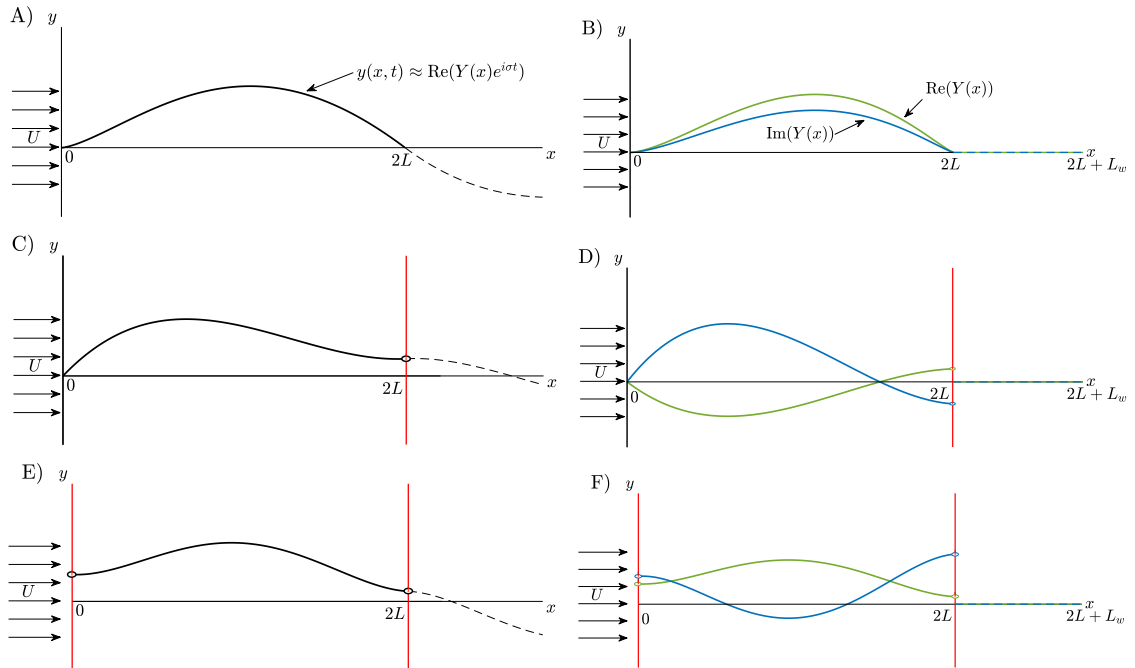 A)
y
y(x, t) ≈ Re(Y(x)e^{iσt})
U
0
2L
x
B)
y
Re(Y(x))
Im(Y(x))
U
0
2L
x
2L + L_w
C)
y
U
0
2L
x
D)
y
U
0
2L
x
2L + L_w
E)
y
U
0
2L
x
F)
y
U
0
2L
x
2L + L_w